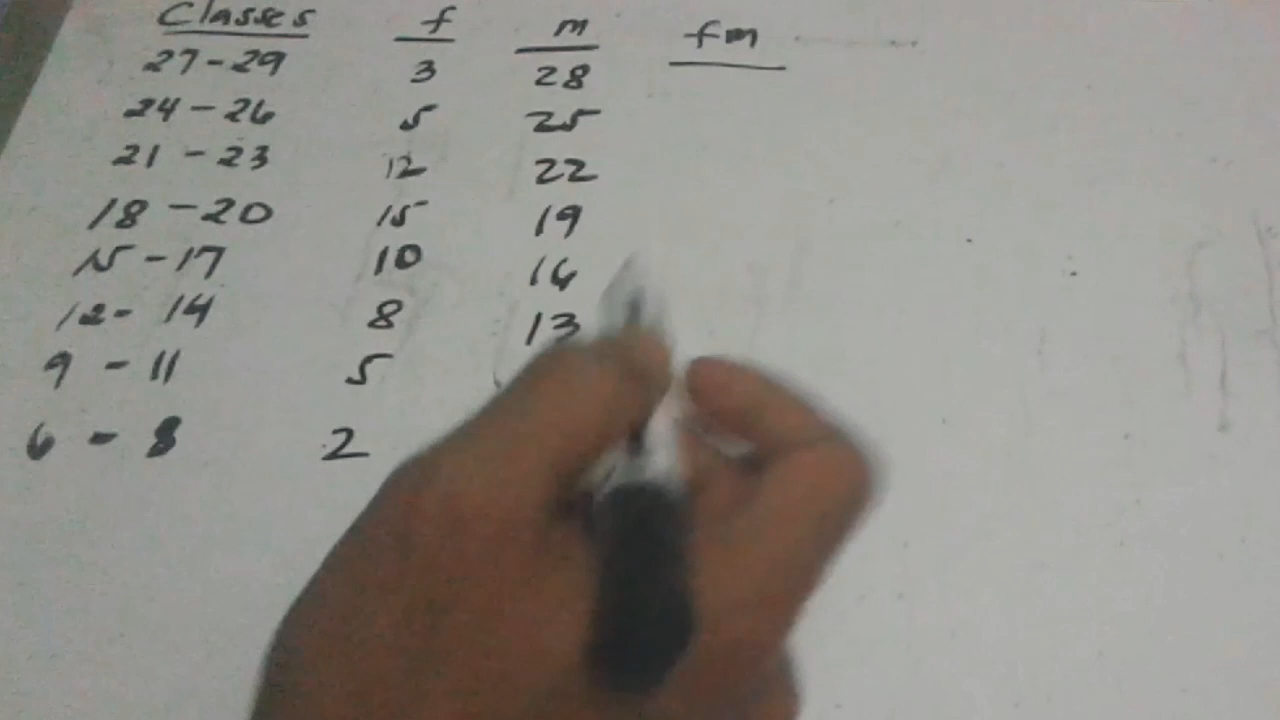 Classes f m fm
27-29 3 28
24-26 5 25
21-23 12 22
18-20 15 19
15-17 10 16
12-14 8 13
9-11 5
6-8 2